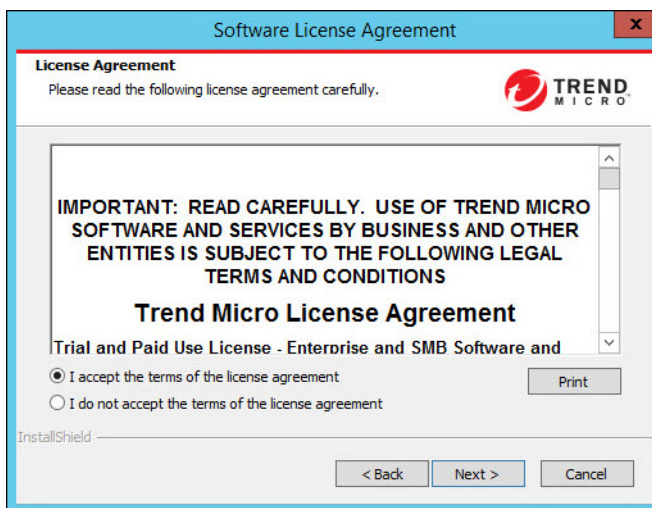 Software License Agreement
x
License Agreement
Please read the following license agreement carefully.
TREND
MICRO
IMPORTANT: READ CAREFULLY. USE OF TREND MICRO
SOFTWARE AND SERVICES BY BUSINESS AND OTHER
ENTITIES IS SUBJECT TO THE FOLLOWING LEGAL
TERMS AND CONDITIONS
Trend Micro License Agreement
Trial and Paid Use License - Enterprise and SMB Software and
I accept the terms of the license agreement
Print
I do not accept the terms of the license agreement
InstallShield
< Back Next > Cancel